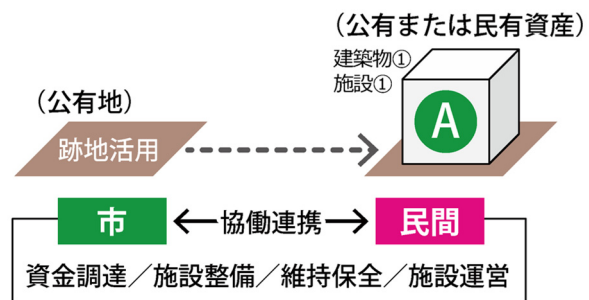 （公有または民有資産）
建築物①
施設①
A
（公有地）
跡地活用
市
協働連携
民間
資金調達／施設整備／維持保全／施設運営